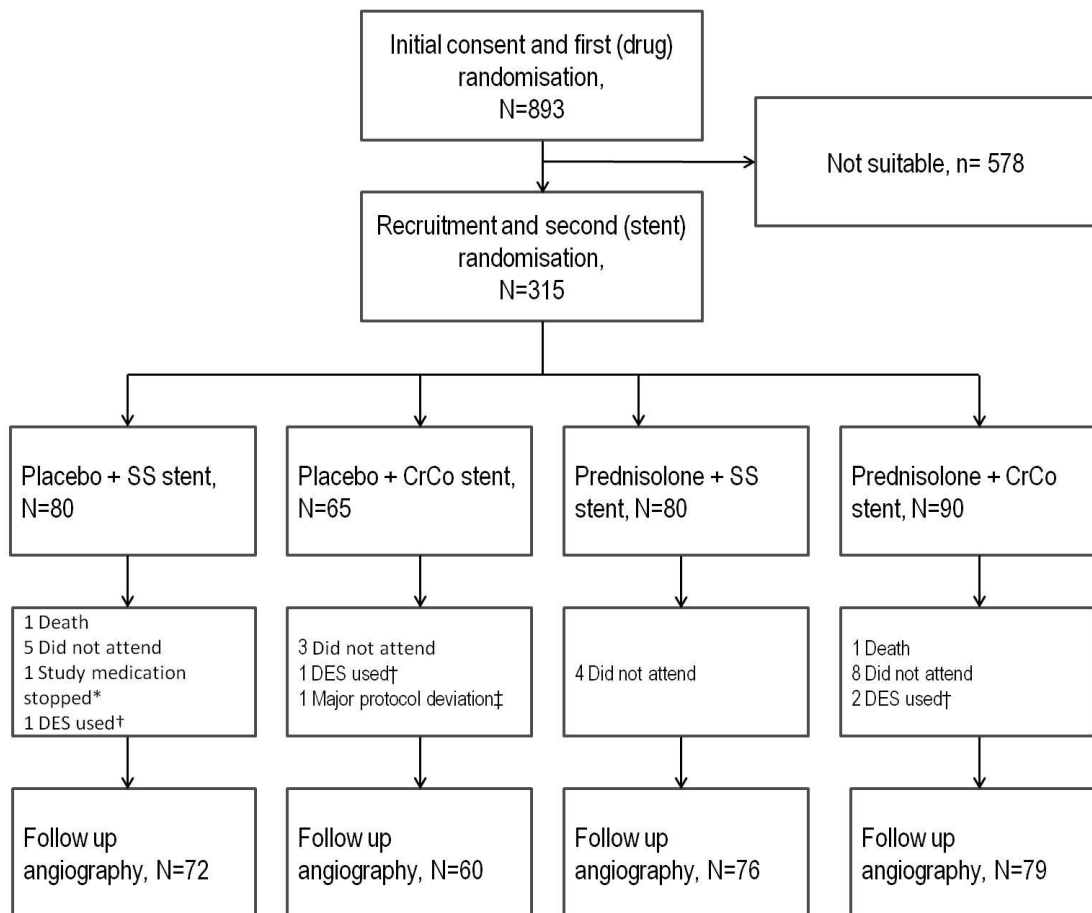 Initial consent and first (drug)
randomisation,
N=893
Not suitable, n= 578
Recruitment and second (stent)
randomisation,
N=315
Placebo + SS stent,
N=80
Placebo + CrCo stent,
N=65
Prednisolone + SS
stent, N=80
Prednisolone + CrCo
stent, N=90
1 Death
5 Did not attend
1 Study medication
stopped*
1 DES used†
3 Did not attend
1 DES used†
1 Major protocol deviation‡
4 Did not attend
1 Death
8 Did not attend
2 DES used†
Follow up
angiography, N=72
Follow up
angiography, N=60
Follow up
angiography, N=76
Follow up
angiography, N=79